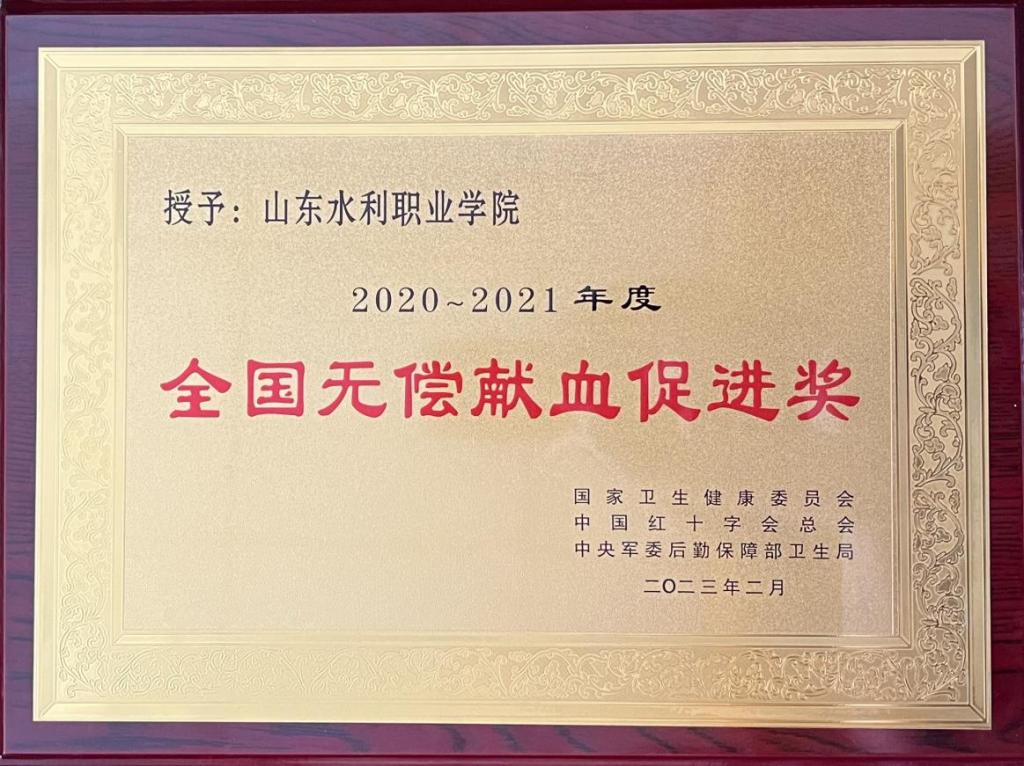 授予：山东水利职业学院
2020~2021年度
全国无偿献血促进奖
国家卫生健康委员会
中国红十字会总会
中央军委后勤保障部卫生局
二〇二三年二月